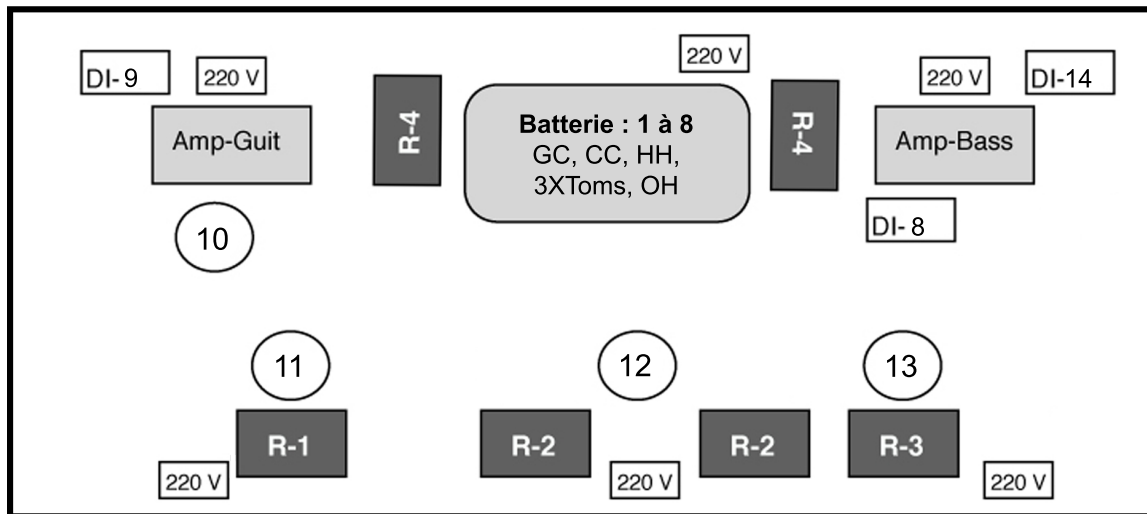 DI- 9
220 V
220 V
220 V
DI-14
Amp-Guit
R-4
Batterie : 1 à 8
GC, CC, HH,
3XToms, OH
R-4
Amp-Bass
10
DI- 8
11
12
13
R-1
R-2
R-2
R-3
220 V
220 V
220 V